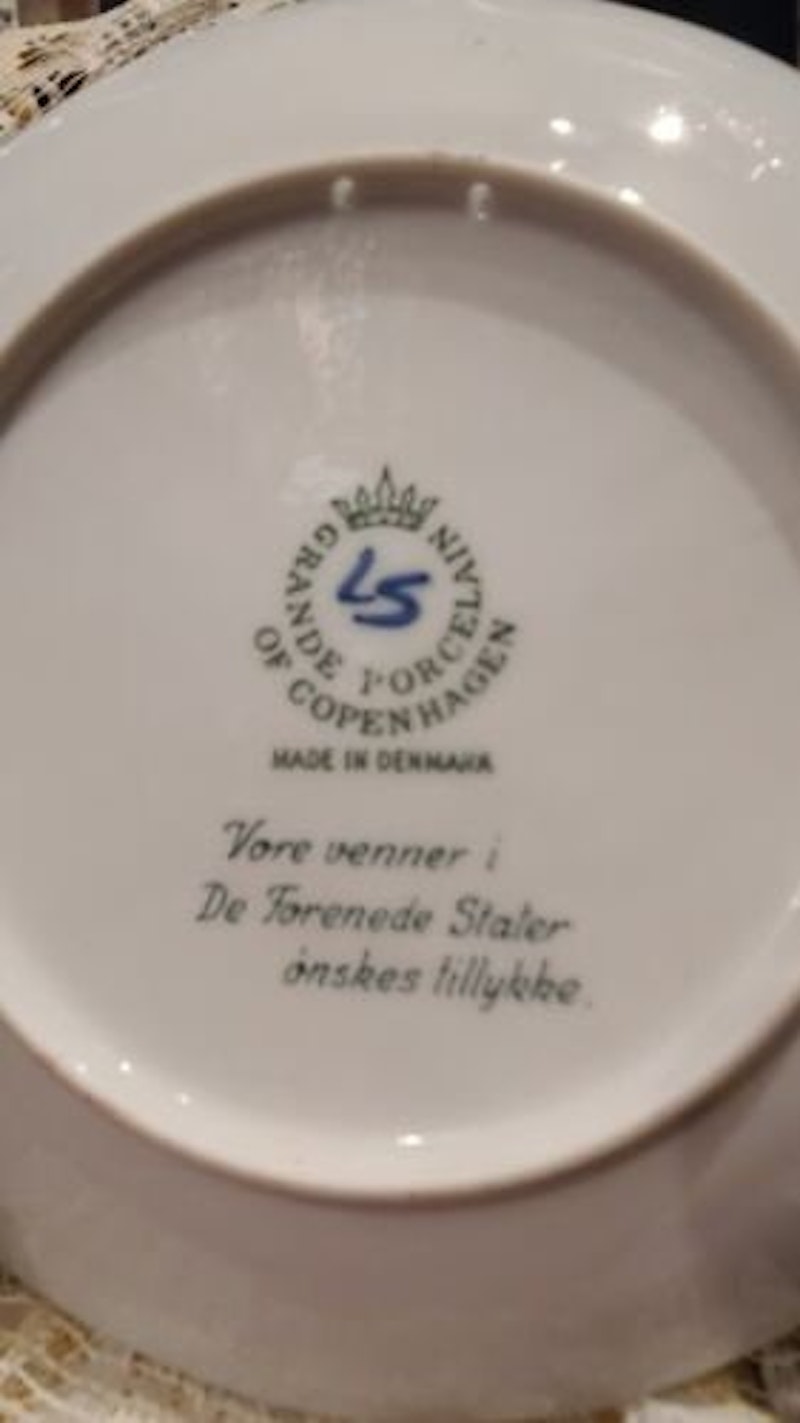 GRANDE PORCELAIN
OF COPENHAGEN
LS
MADE IN DENMARK
Vore venner i
De Forenede Stater
ønskes tillykke.